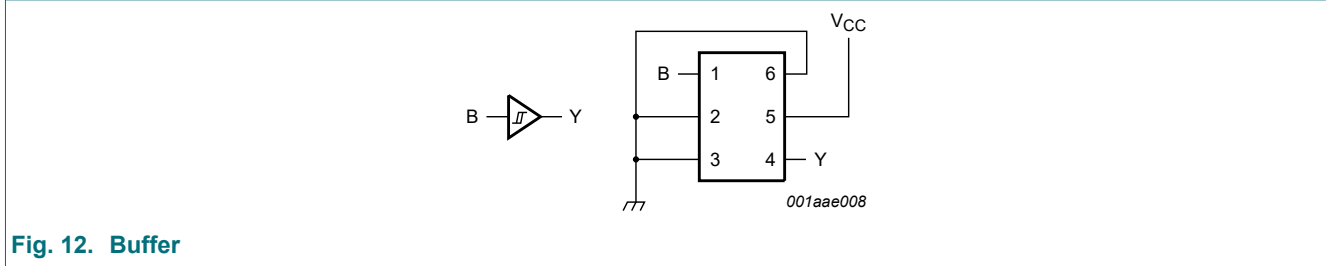 VCC
B 1 6
B Y 2 5
3 4 Y
001aae008
Fig. 12. Buffer